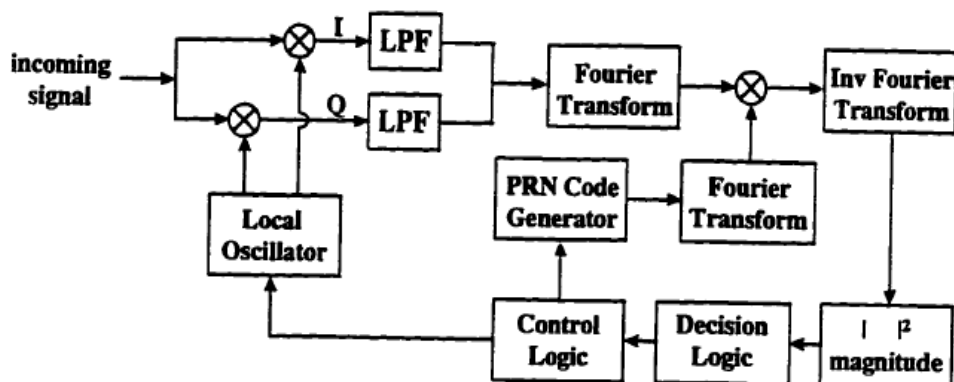 incoming
signal
I
LPF
Q
LPF
Fourier
Transform
Inv Fourier
Transform
PRN Code
Generator
Fourier
Transform
Local
Oscillator
Control
Logic
Decision
Logic
| |²
magnitude